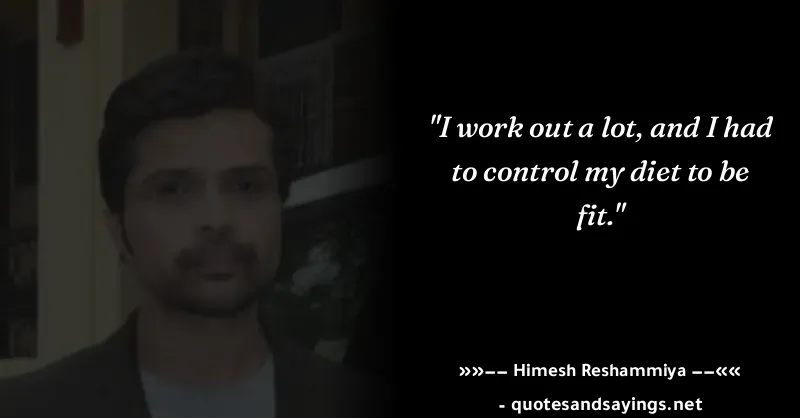 "I work out a lot, and I had
to control my diet to be
fit."
»»−− Himesh Reshammiya −−««
- quotesandsayings.net